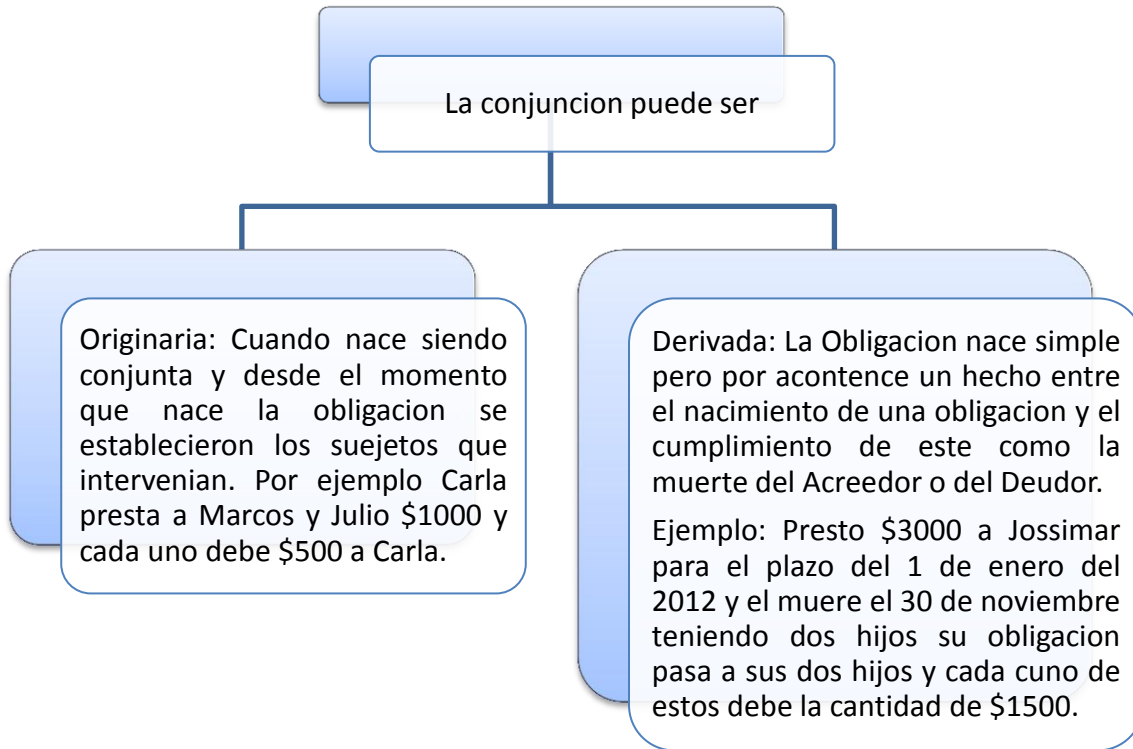 La conjuncion puede ser
Originaria: Cuando nace siendo
conjunta y desde el momento
que nace la obligacion se
establecieron los suejetos que
intervenian. Por ejemplo Carla
presta a Marcos y Julio $1000 y
cada uno debe $500 a Carla.
Derivada: La Obligacion nace simple
pero por acontence un hecho entre
el nacimiento de una obligacion y el
cumplimiento de este como la
muerte del Acreedor o del Deudor.
Ejemplo: Presto $3000 a Jossimar
para el plazo del 1 de enero del
2012 y el muere el 30 de noviembre
teniendo dos hijos su obligacion
pasa a sus dos hijos y cada cuno de
estos debe la cantidad de $1500.